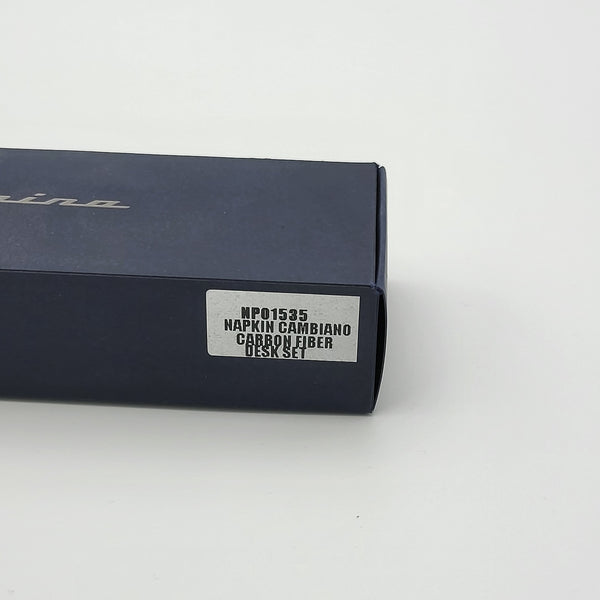 NP01535
NAPKIN CAMBIANO
CARBON FIBER
DESK SET